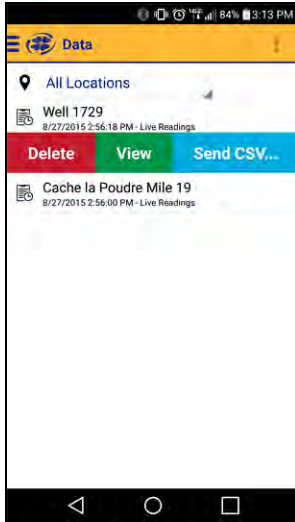 84% 3:13 PM
Data
All Locations
Well 1729
8/27/2015 2:56:18 PM - Live Readings
Delete View Send CSV...
Cache la Poudre Mile 19
8/27/2015 2:56:00 PM - Live Readings